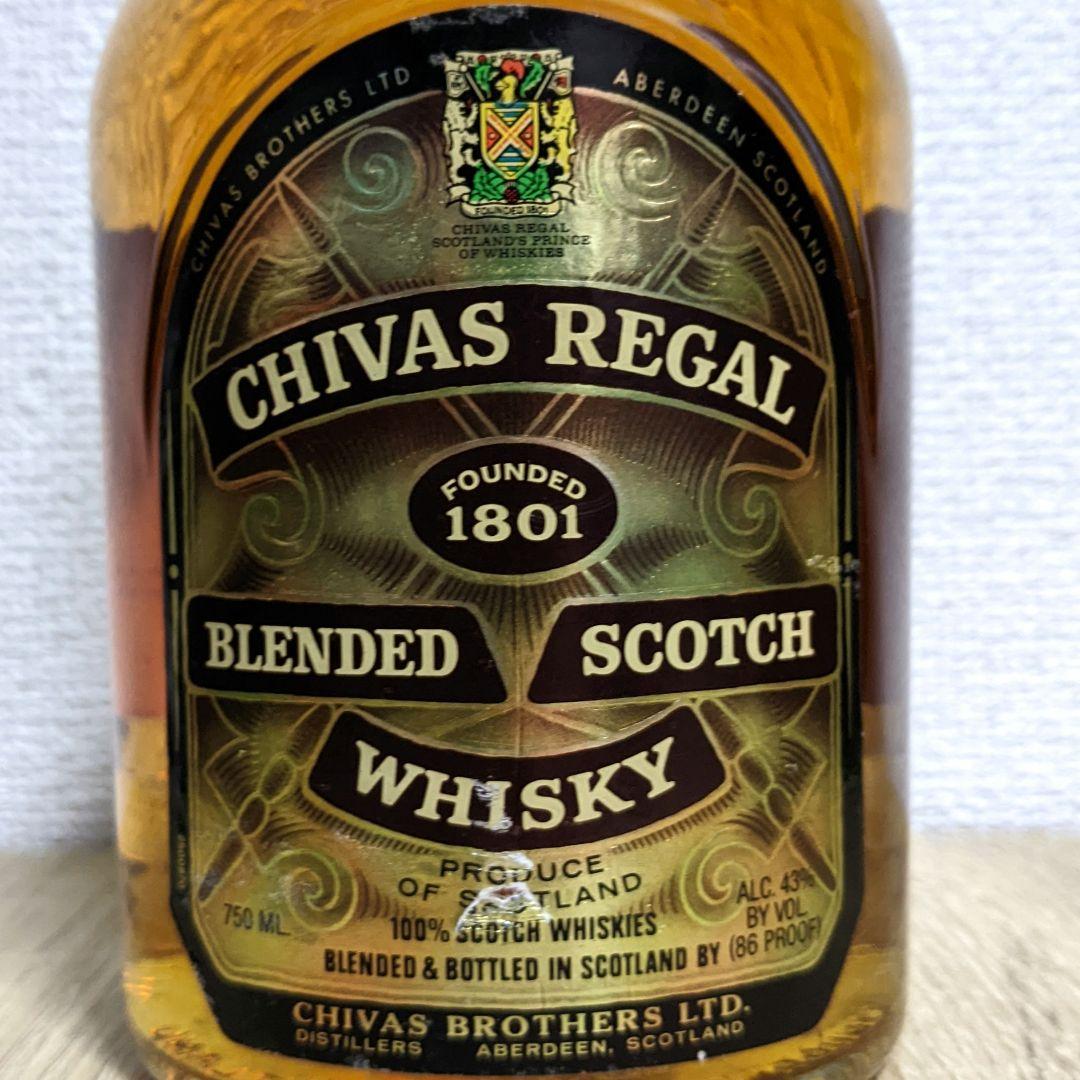 CHIVAS BROTHERS LTD
ABERDEEN SCOTLAND
FOUNDED 1801
CHIVAS REGAL
SCOTLAND'S PRINCE
OF WHISKIES
CHIVAS REGAL
FOUNDED
1801
BLENDED
SCOTCH
WHISKY
PRODUCE
OF SCOTLAND
750 ML.
ALC. 43%
BY VOL
(86 PROOF)
100% SCOTCH WHISKIES
BLENDED & BOTTLED IN SCOTLAND BY
CHIVAS BROTHERS LTD.
DISTILLERS ABERDEEN, SCOTLAND